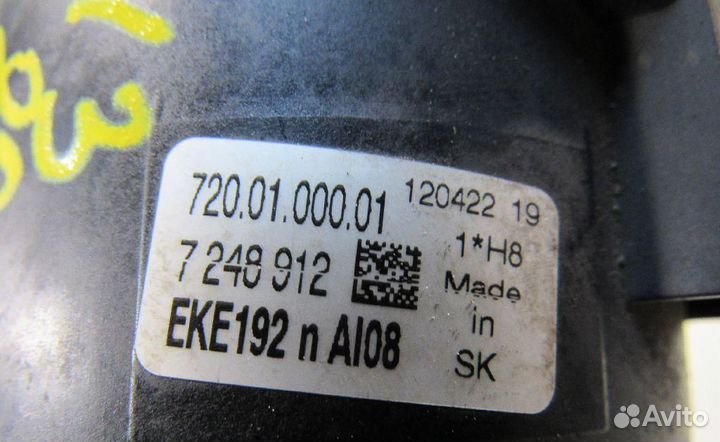 720.01.000.01
7 248 912
EKE192 n AI08
120422 19
1*H8
Made
in
SK
Avito